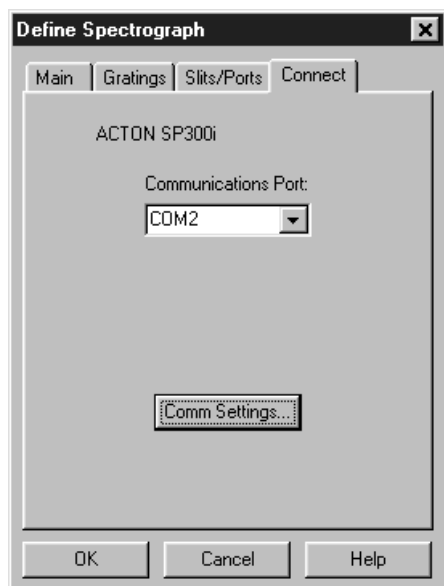 Define Spectrograph
Main Gratings Slits/Ports Connect
ACTON SP300i
Communications Port:
COM2
Comm Settings...
OK Cancel Help